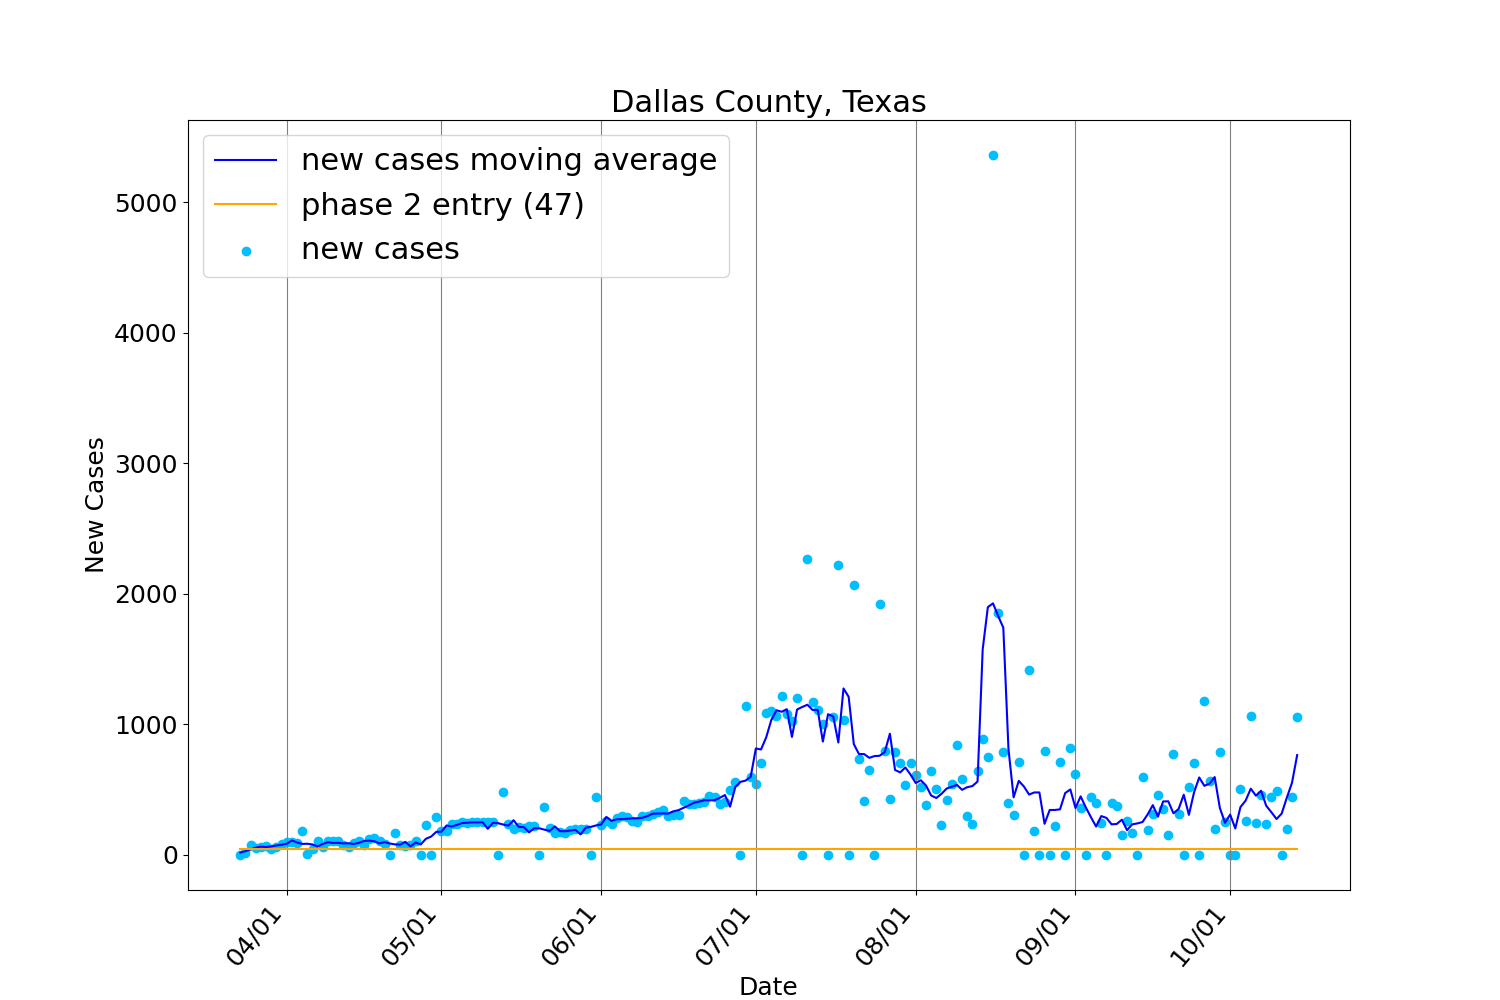 Dallas County, Texas
new cases moving average
phase 2 entry (47)
new cases
5000
4000
3000
2000
1000
0
New Cases
04/01
05/01
06/01
07/01
08/01
09/01
10/01
Date